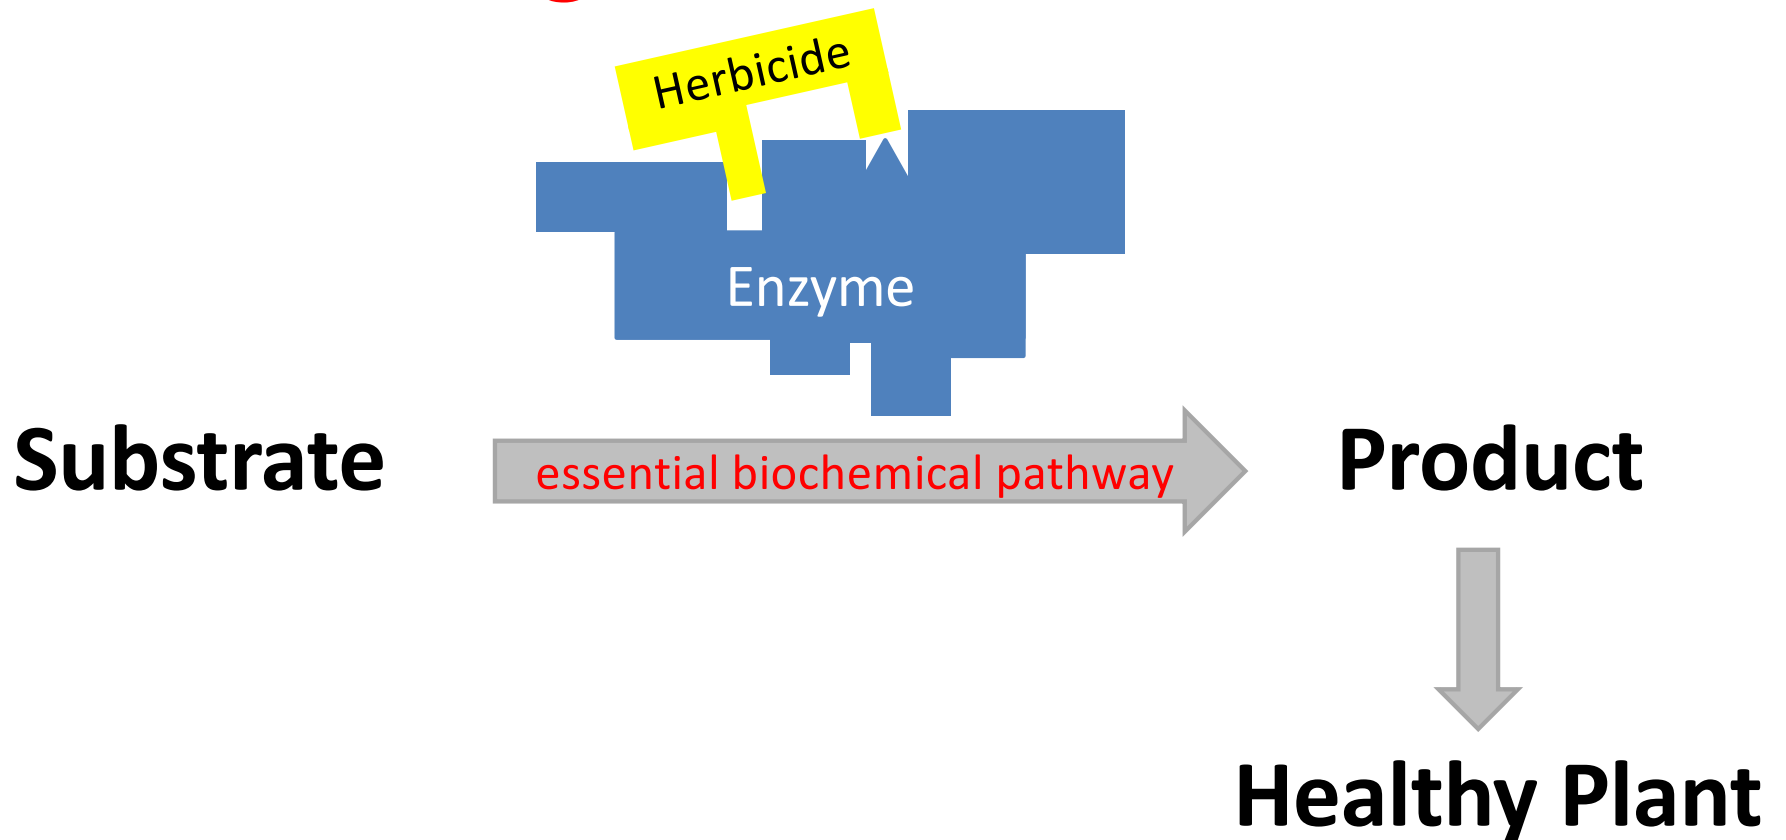 Herbicide
Enzyme
Substrate
essential biochemical pathway
Product
Healthy Plant